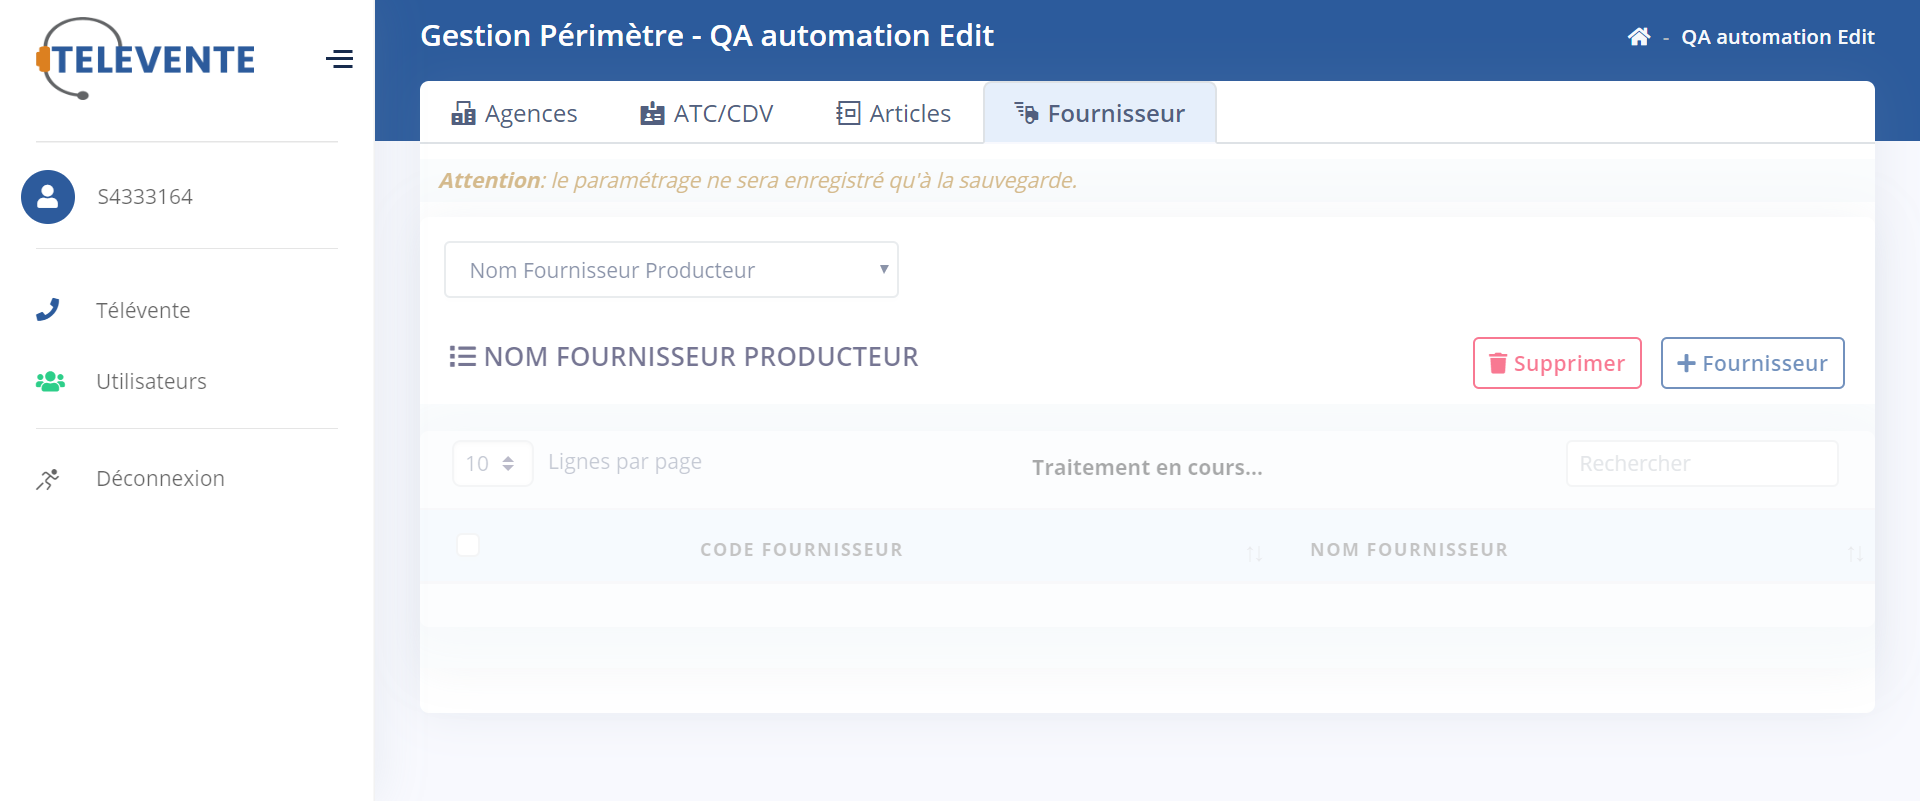 TELEVENTE
S4333164
Télévente
Utilisateurs
Déconnexion
Gestion Périmètre - QA automation Edit
- QA automation Edit
Agences ATC/CDV Articles Fournisseur
Attention: le paramétrage ne sera enregistré qu'à la sauvegarde.
Nom Fournisseur Producteur
NOM FOURNISSEUR PRODUCTEUR
Supprimer Fournisseur
10 Lignes par page Traitement en cours... Rechercher
CODE FOURNISSEUR NOM FOURNISSEUR